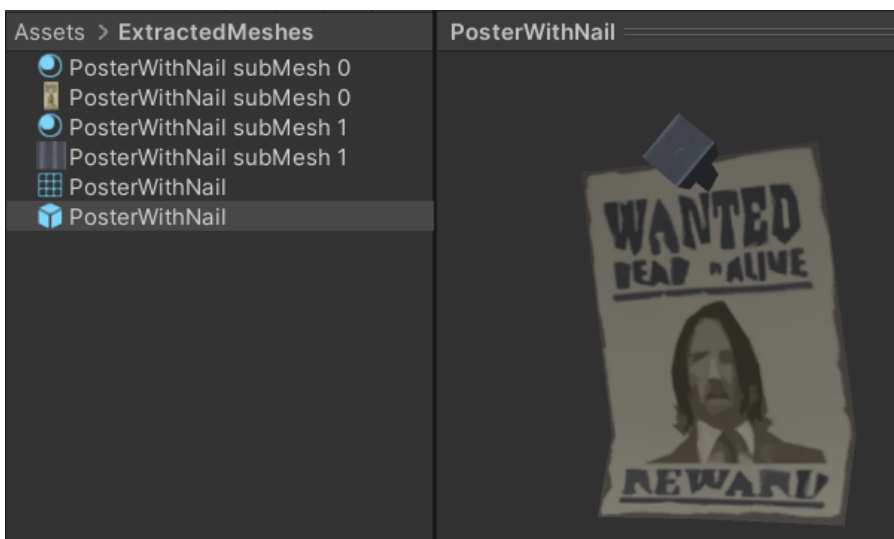 Assets > ExtractedMeshes
PosterWithNail subMesh 0
PosterWithNail subMesh 0
PosterWithNail subMesh 1
PosterWithNail subMesh 1
PosterWithNail
PosterWithNail
PosterWithNail
WANTED
DEAD or ALIVE
REWARD